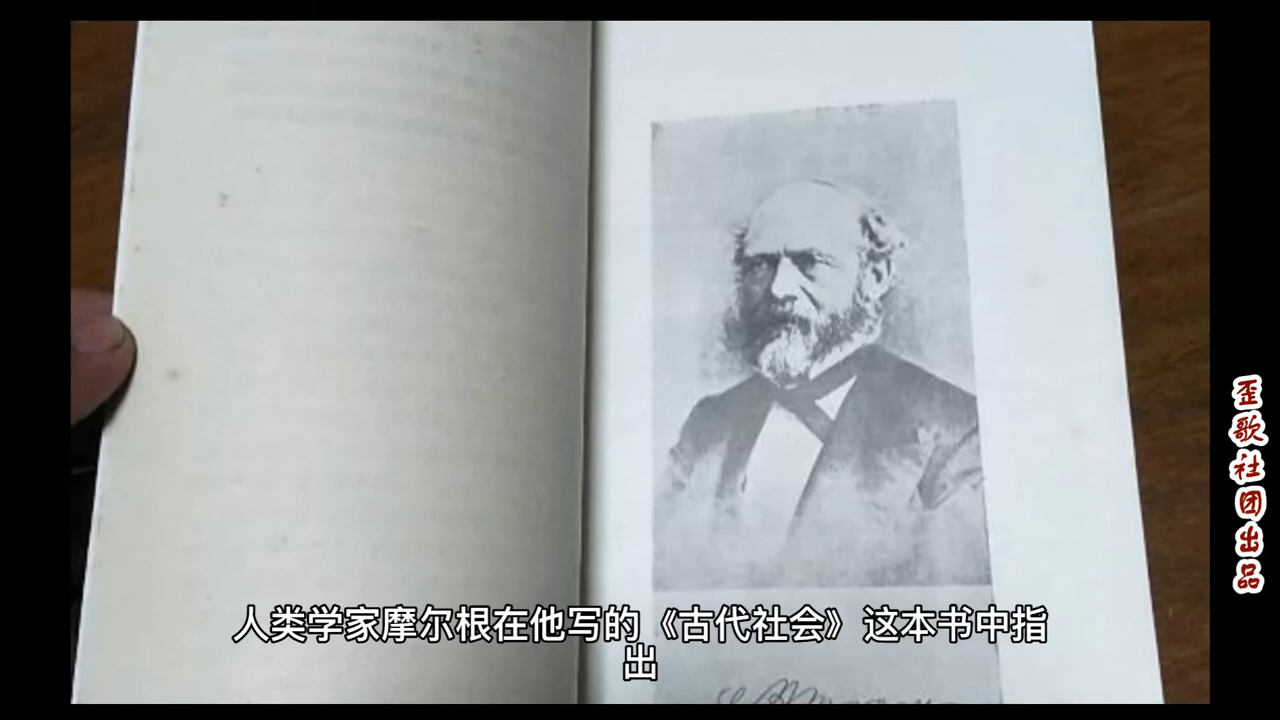 人类学家摩尔根在他写的《古代社会》这本书中指
出
歪歌社团出品